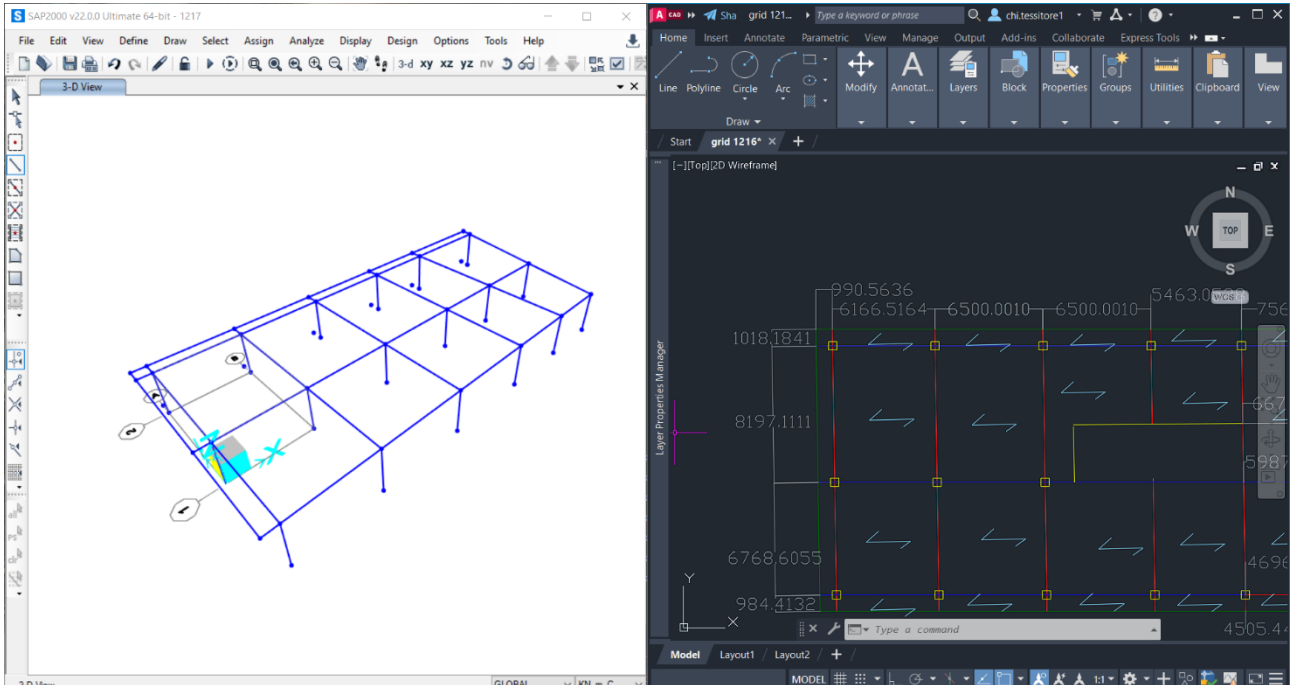 SAP2000 v22.0.0 Ultimate 64-bit - 1217
File Edit View Define Draw Select Assign Analyze Display Design Options Tools Help
3-d xy xz yz nv
3-D View
2
1
GLOBAL KN, m, C
A CAD Sha grid 121... Type a keyword or phrase chi.tessitore1
Home Insert Annotate Parametric View Manage Output Add-ins Collaborate Express Tools
Line Polyline Circle Arc Modify Annotat... Layers Block Properties Groups Utilities Clipboard View
Draw
Start grid 1216*
[−][Top][2D Wireframe]
N
W TOP E
S
WCS
Layer Properties Manager
990.5636
6166.5164 6500.0010 6500.0010
1018.1841
8197.1111
6768.6055
984.4132
Y
X
Type a command
Model Layout1 Layout2
MODEL 1:1